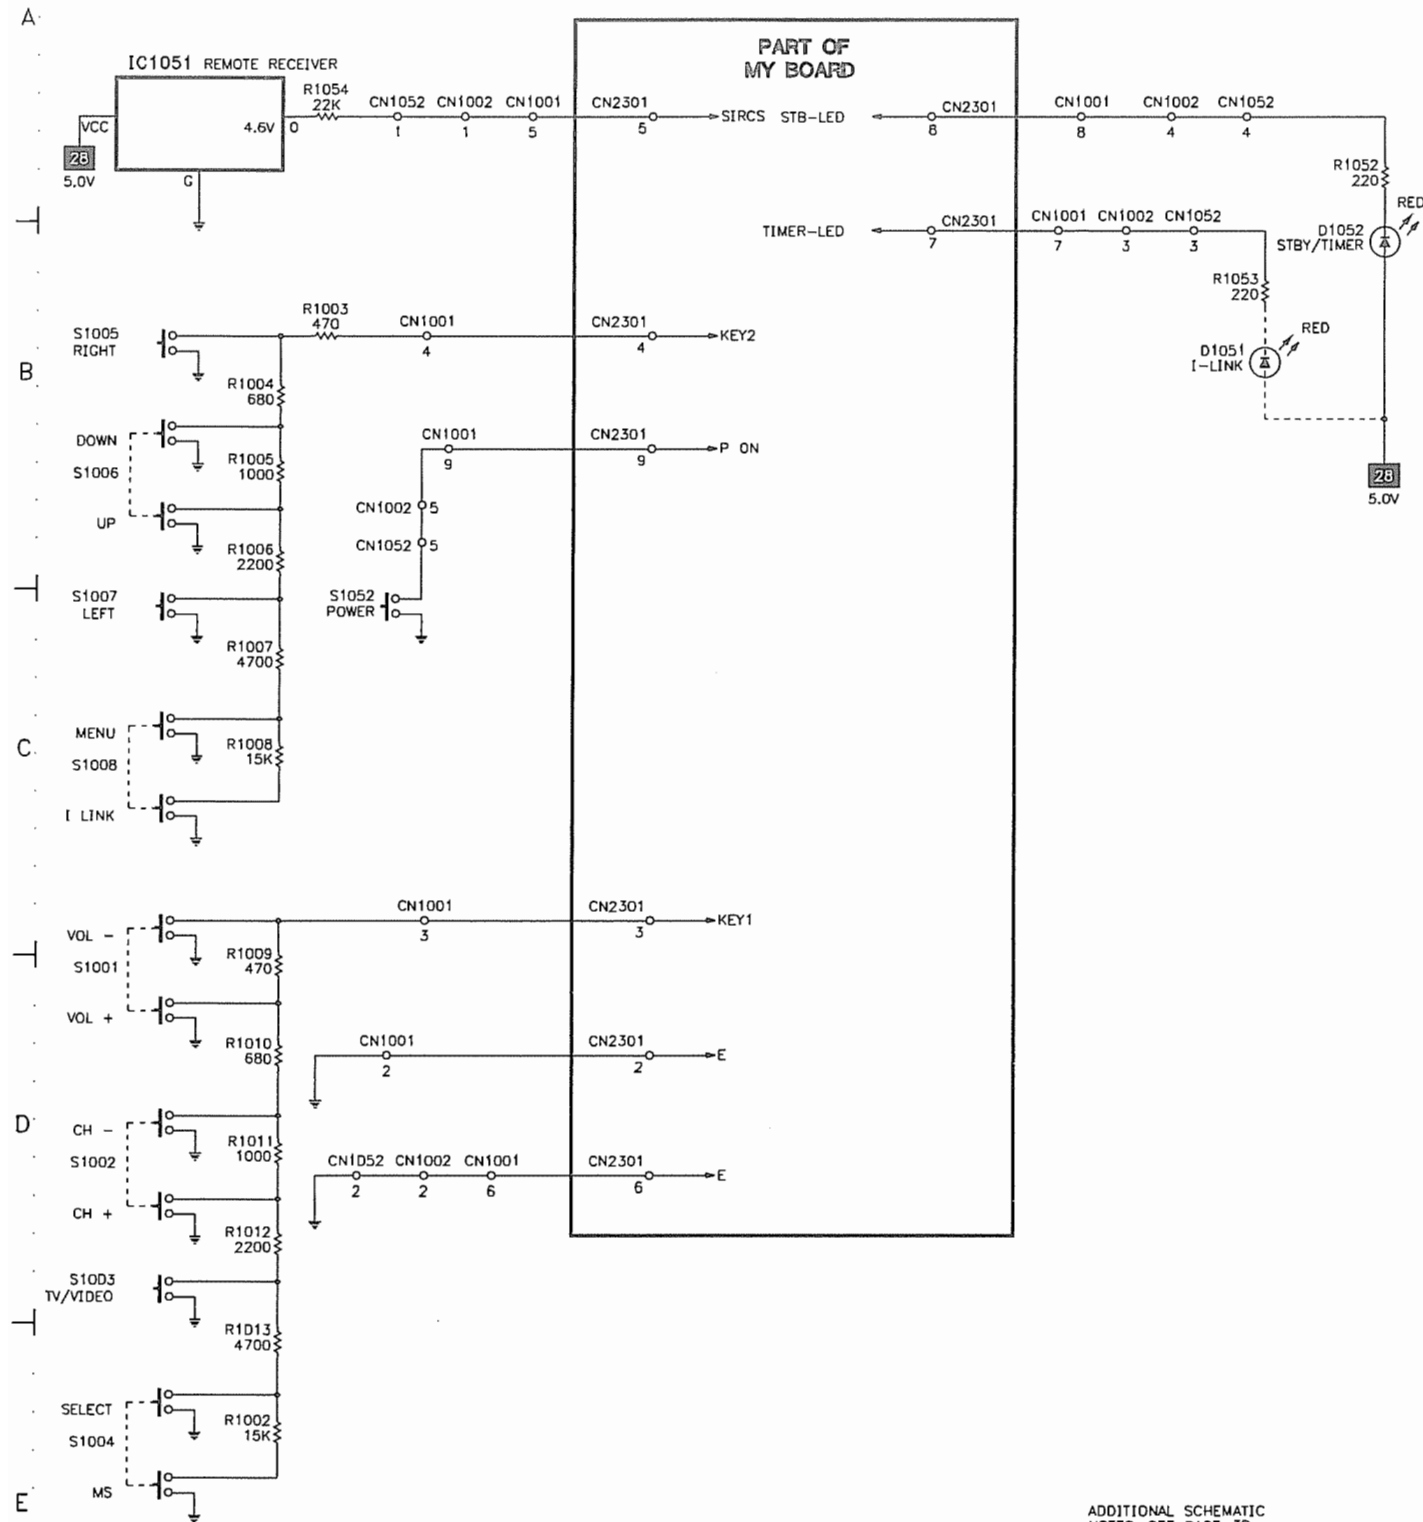 A
PART OF
MY BOARD
IC1051 REMOTE RECEIVER
VCC
4.6V
O
G
28
5.0V
R1054
22K
CN1052
1
CN1002
1
CN1001
5
CN2301
5
SIRCS
STB-LED
CN2301
8
CN1001
8
CN1002
4
CN1052
4
R1052
220
RED
D1052
STBY/TIMER
TIMER-LED
CN2301
7
CN1001
7
CN1002
3
CN1052
3
R1053
220
RED
D1051
I-LINK
28
5.0V
B
S1005
RIGHT
R1003
470
CN1001
4
CN2301
4
KEY2
R1004
680
DOWN
S1006
UP
R1005
1000
R1006
2200
CN1001
9
CN2301
9
P ON
CN1002
5
CN1052
5
S1052
POWER
S1007
LEFT
R1007
4700
C
MENU
S1008
I LINK
R1008
15K
VOL -
S1001
VOL +
CN1001
3
CN2301
3
KEY1
R1009
470
R1010
680
CN1001
2
CN2301
2
E
D
CH -
S1002
CH +
R1011
1000
CN1D52
2
CN1002
2
CN1001
6
CN2301
6
E
R1012
2200
S10D3
TV/VIDEO
R1D13
4700
SELECT
S1004
MS
R1002
15K
E
ADDITIONAL SCHEMATIC